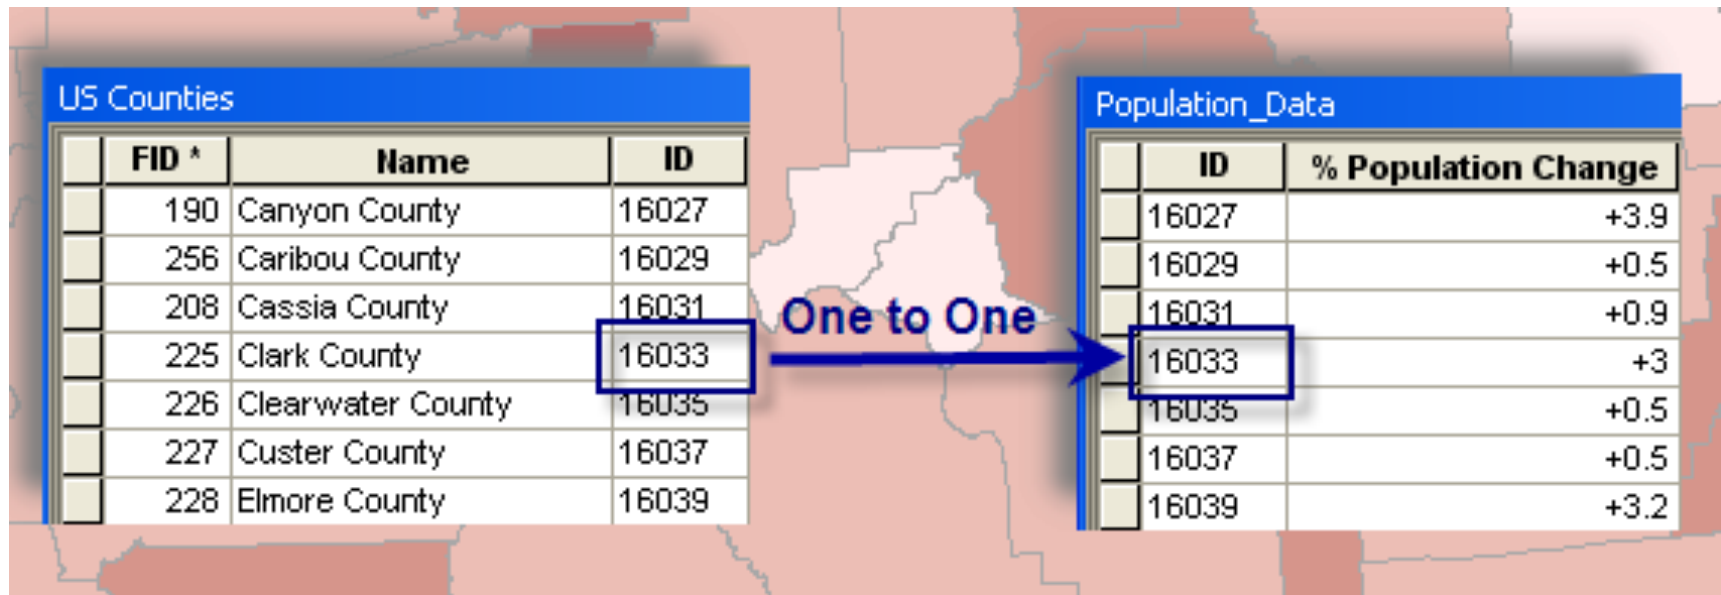 US Counties
FID * Name ID
190 Canyon County 16027
256 Caribou County 16029
208 Cassia County 16031
225 Clark County 16033
226 Clearwater County 16035
227 Custer County 16037
228 Elmore County 16039
One to One
Population_Data
ID % Population Change
16027 +3.9
16029 +0.5
16031 +0.9
16033 +3
16035 +0.5
16037 +0.5
16039 +3.2